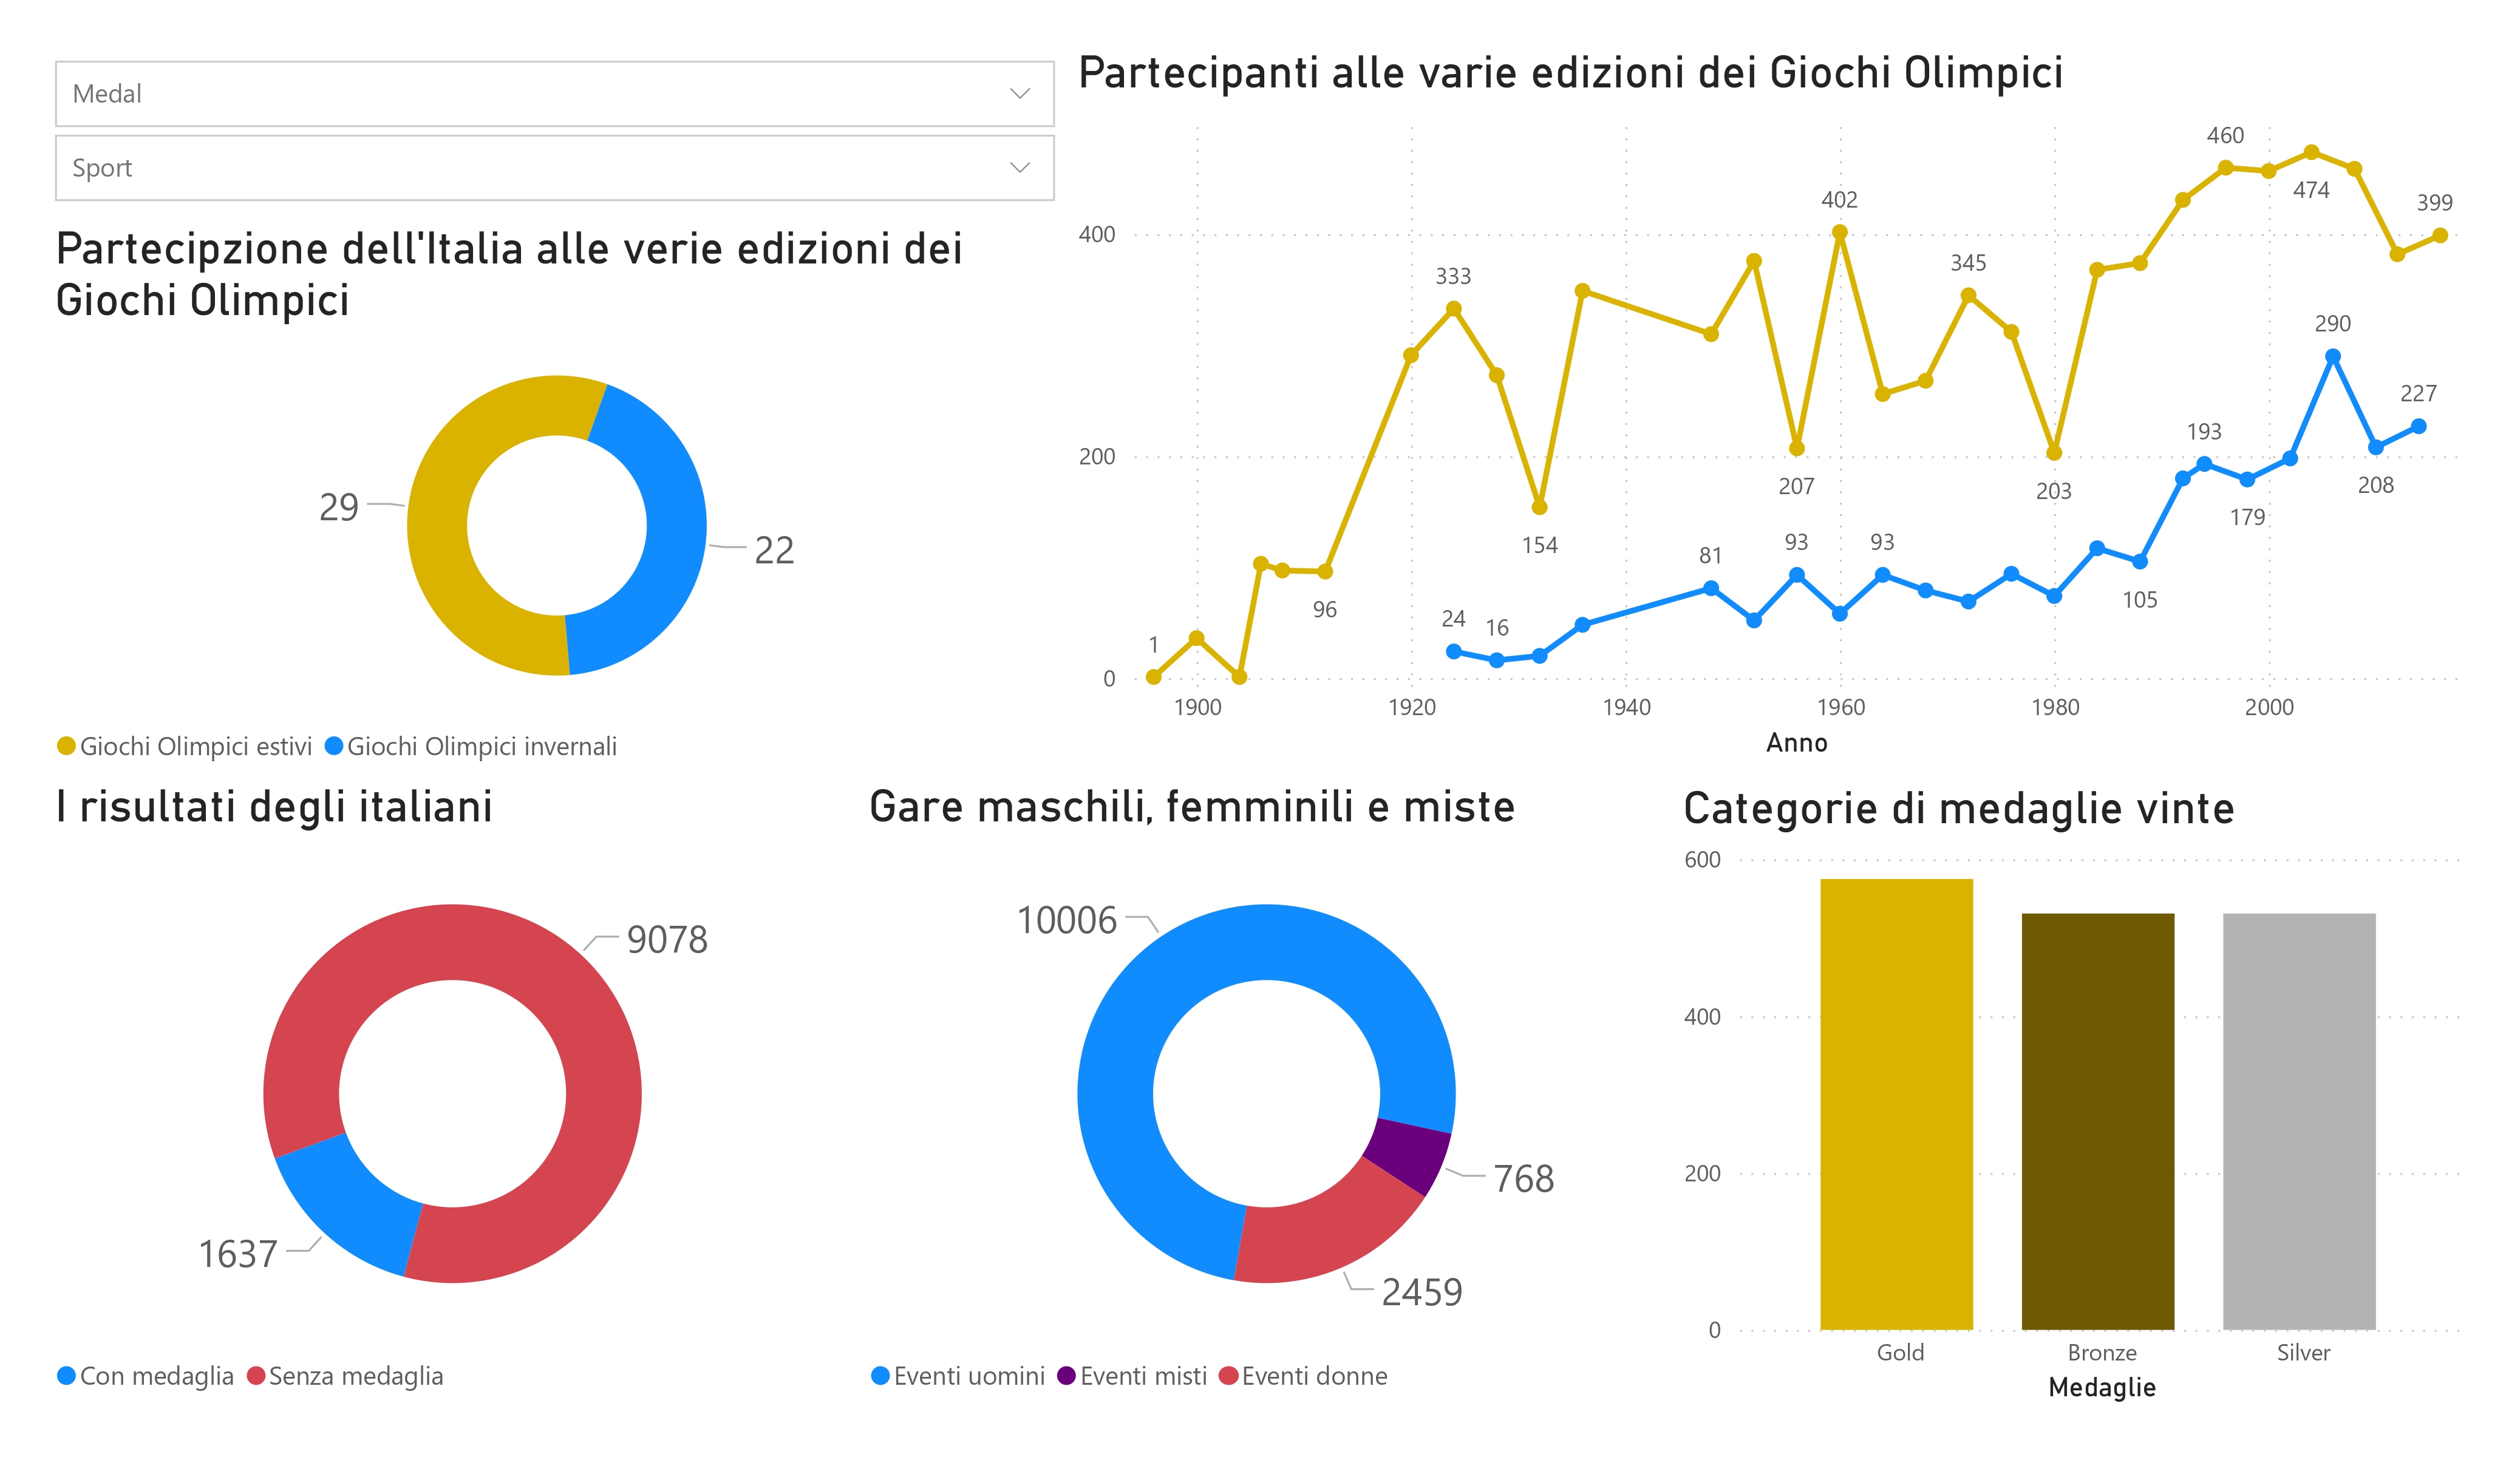 Medal
Sport
Partecipzione dell'Italia alle verie edizioni dei
Giochi Olimpici
29
22
Giochi Olimpici estivi Giochi Olimpici invernali
Partecipanti alle varie edizioni dei Giochi Olimpici
400
200
0
1
96
333
154
402
207
345
203
460
474
399
24
16
81
93
93
105
193
179
290
208
227
1900 1920 1940 1960 1980 2000
Anno
I risultati degli italiani
9078
1637
Con medaglia Senza medaglia
Gare maschili, femminili e miste
10006
768
2459
Eventi uomini Eventi misti Eventi donne
Categorie di medaglie vinte
600
400
200
0
Gold Bronze Silver
Medaglie